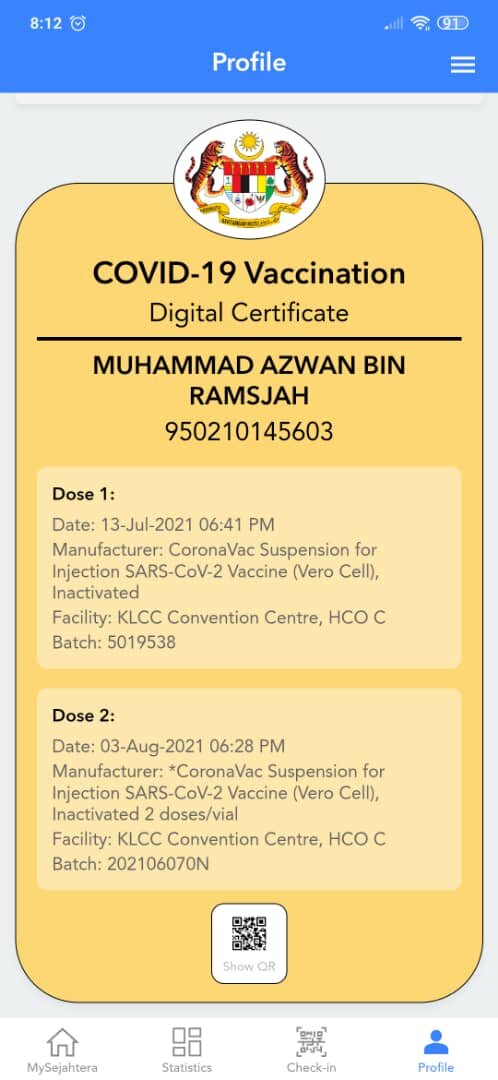 8:12
91
Profile
COVID-19 Vaccination
Digital Certificate
MUHAMMAD AZWAN BIN
RAMSJAH
950210145603
Dose 1:
Date: 13-Jul-2021 06:41 PM
Manufacturer: CoronaVac Suspension for
Injection SARS-CoV-2 Vaccine (Vero Cell),
Inactivated
Facility: KLCC Convention Centre, HCO C
Batch: 5019538
Dose 2:
Date: 03-Aug-2021 06:28 PM
Manufacturer: *CoronaVac Suspension for
Injection SARS-CoV-2 Vaccine (Vero Cell),
Inactivated 2 doses/vial
Facility: KLCC Convention Centre, HCO C
Batch: 202106070N
Show QR
MySejahtera
Statistics
Check-in
Profile